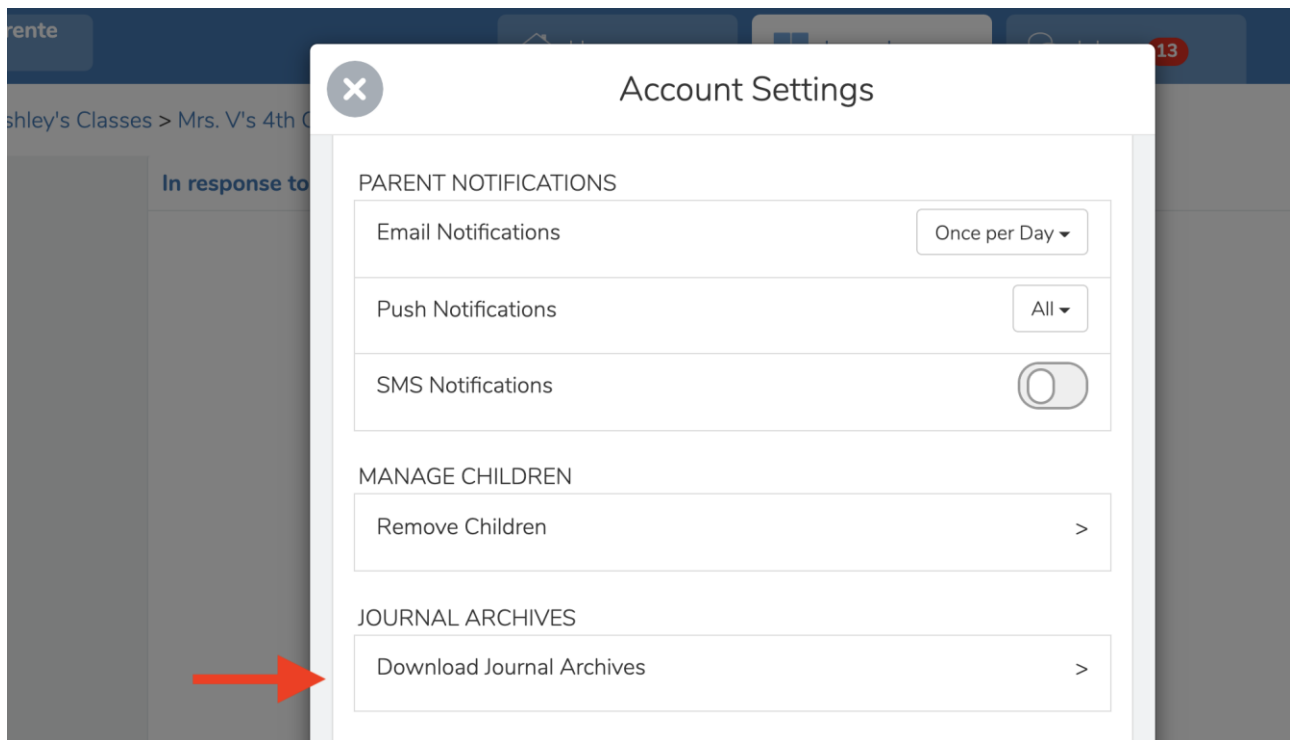 rente
13
Account Settings
shley's Classes > Mrs. V's 4th
In response to
PARENT NOTIFICATIONS
Email Notifications
Once per Day
Push Notifications
All
SMS Notifications
MANAGE CHILDREN
Remove Children >
JOURNAL ARCHIVES
Download Journal Archives >